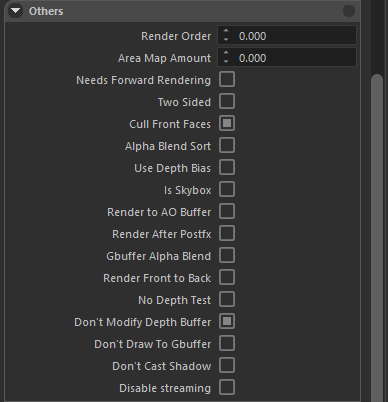 Others
Render Order 0.000
Area Map Amount 0.000
Needs Forward Rendering
Two Sided
Cull Front Faces
Alpha Blend Sort
Use Depth Bias
Is Skybox
Render to AO Buffer
Render After Postfx
Gbuffer Alpha Blend
Render Front to Back
No Depth Test
Don't Modify Depth Buffer
Don't Draw To Gbuffer
Don't Cast Shadow
Disable streaming